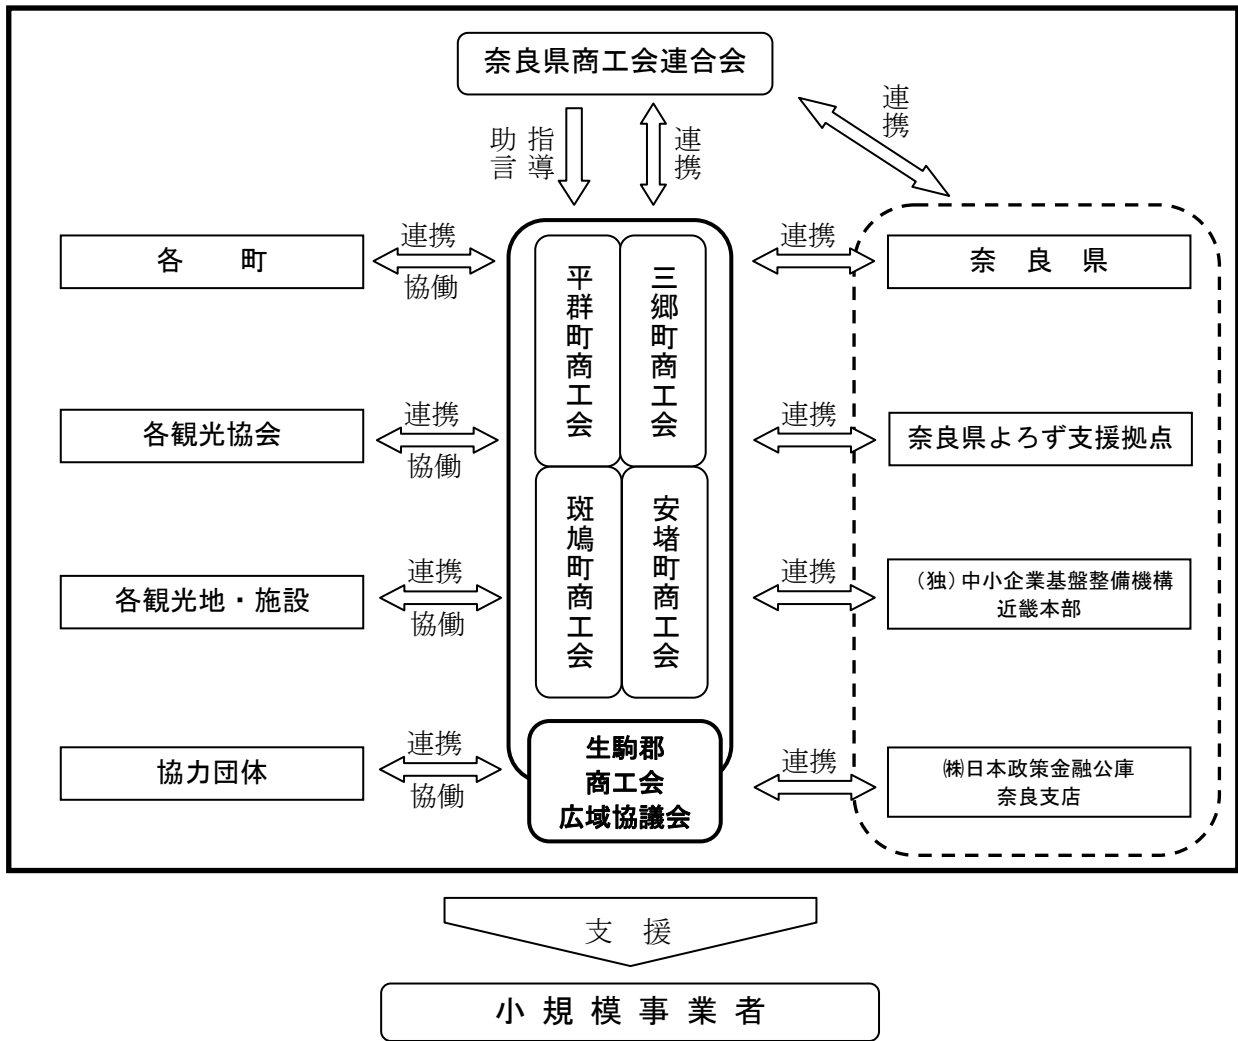 奈良県商工会連合会
指導
助言
連携
連携
各　　町
連携
協働
平群町商工会
三郷町商工会
連携
奈　良　県
各観光協会
連携
協働
連携
奈良県よろず支援拠点
各観光地・施設
連携
協働
斑鳩町商工会
安堵町商工会
連携
（独）中小企業基盤整備機構
近畿本部
協力団体
連携
協働
生駒郡
商工会
広域協議会
連携
㈱日本政策金融公庫
奈良支店
支　援
小 規 模 事 業 者